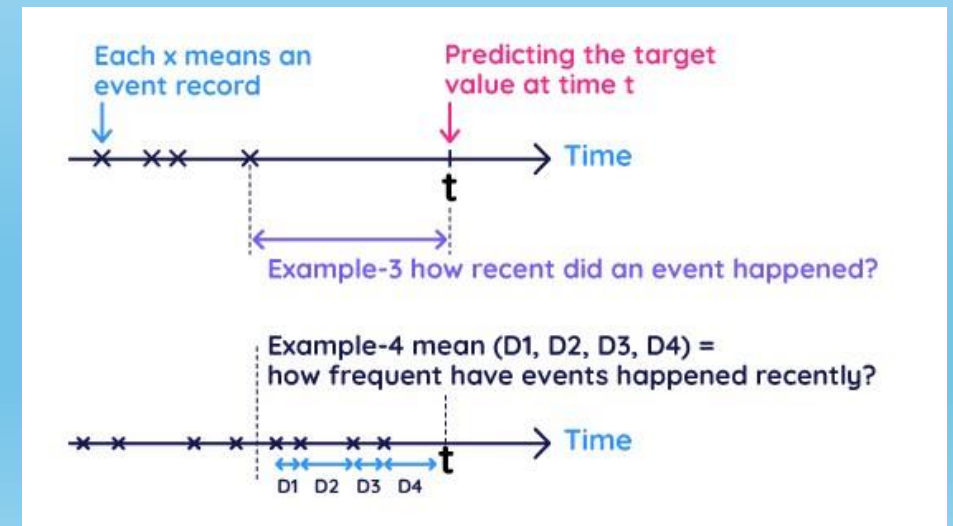 Each x means an
event record
Predicting the target
value at time t
Time
t
Example-3 how recent did an event happened?
Example-4 mean (D1, D2, D3, D4) =
how frequent have events happened recently?
Time
t
D1 D2 D3 D4